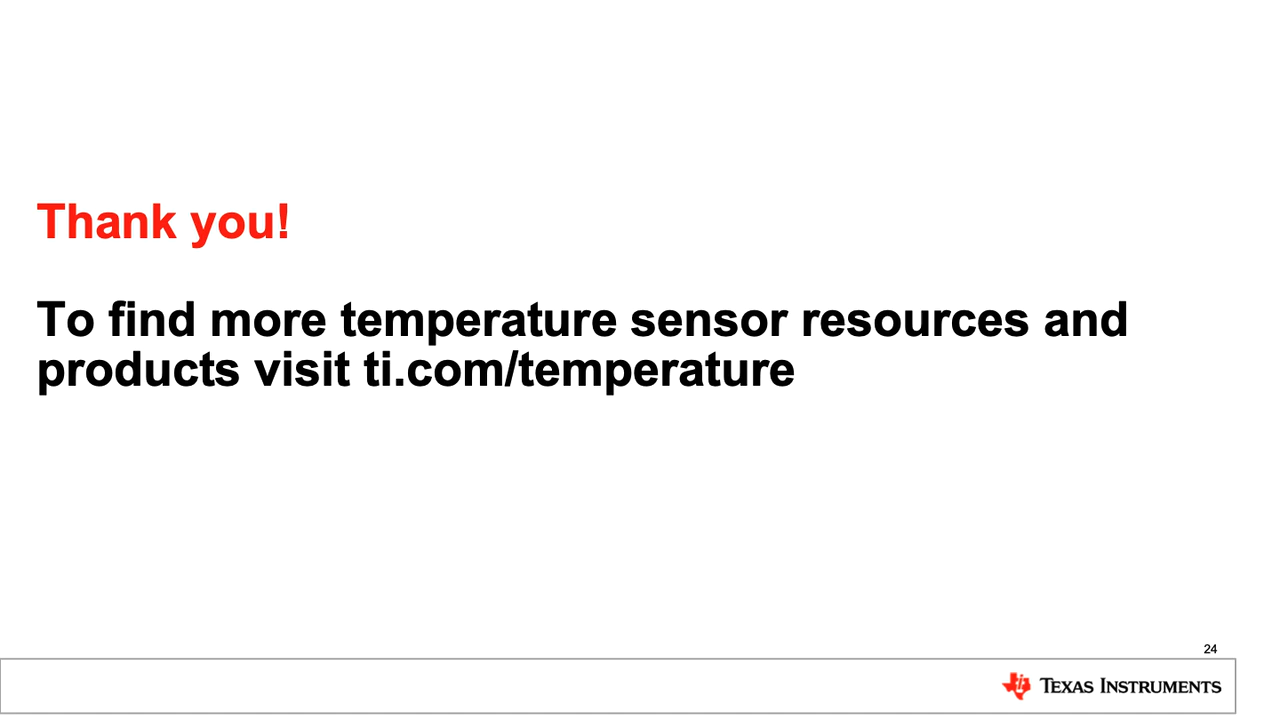 Thank you!
To find more temperature sensor resources and
products visit ti.com/temperature
24
TEXAS INSTRUMENTS